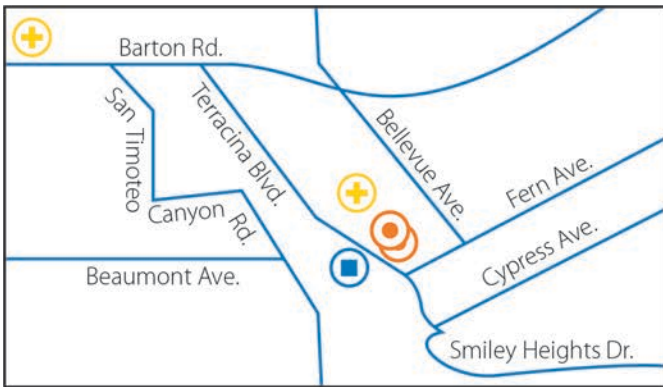 Barton Rd.
San Timoteo
Canyon Rd.
Terracina Blvd.
Bellevue Ave.
Fern Ave.
Cypress Ave.
Beaumont Ave.
Smiley Heights Dr.